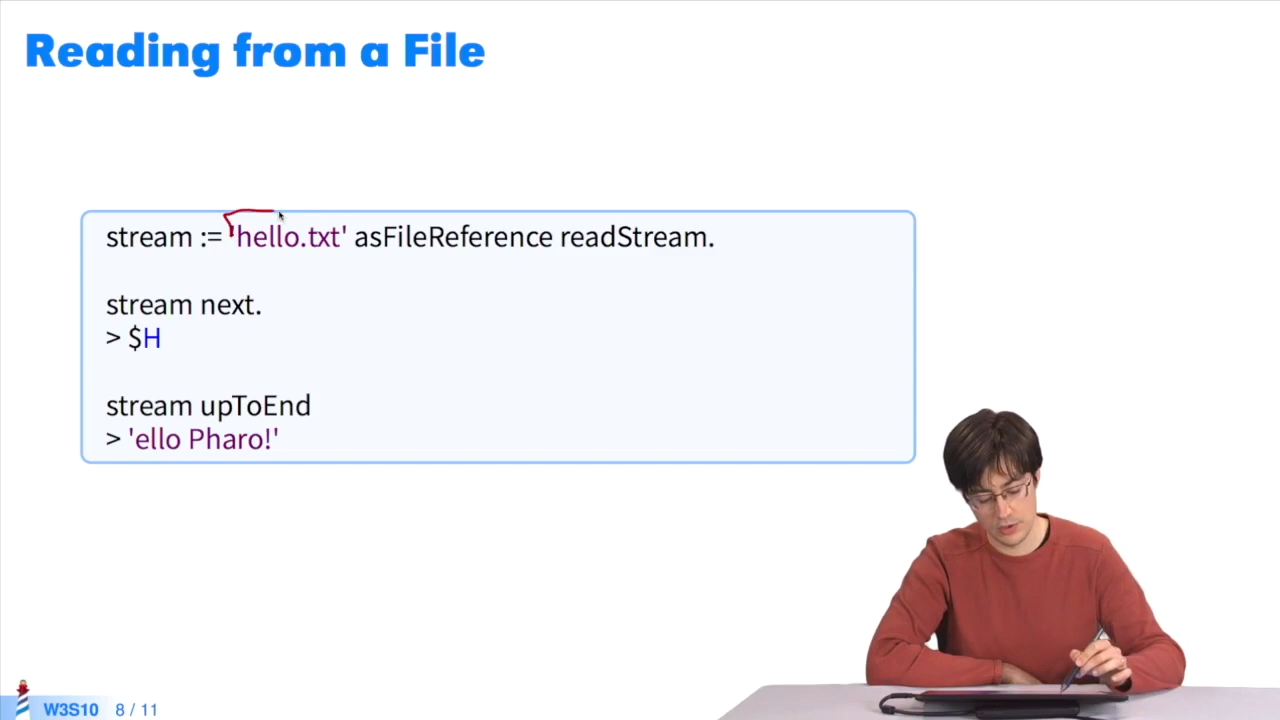 Reading from a File
stream := 'hello.txt' asFileReference readStream.
stream next.
> $H
stream upToEnd
> 'ello Pharo!'
W3S10 8 / 11